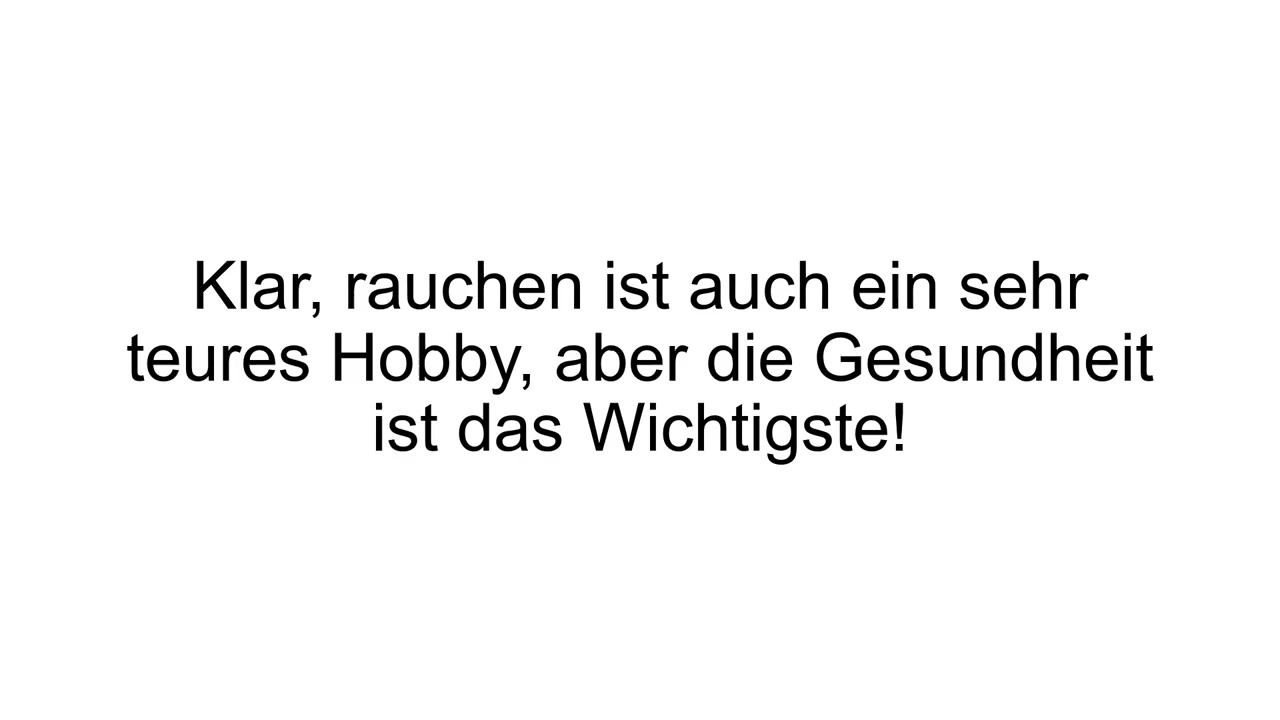 Klar, rauchen ist auch ein sehr
teures Hobby, aber die Gesundheit
ist das Wichtigste!